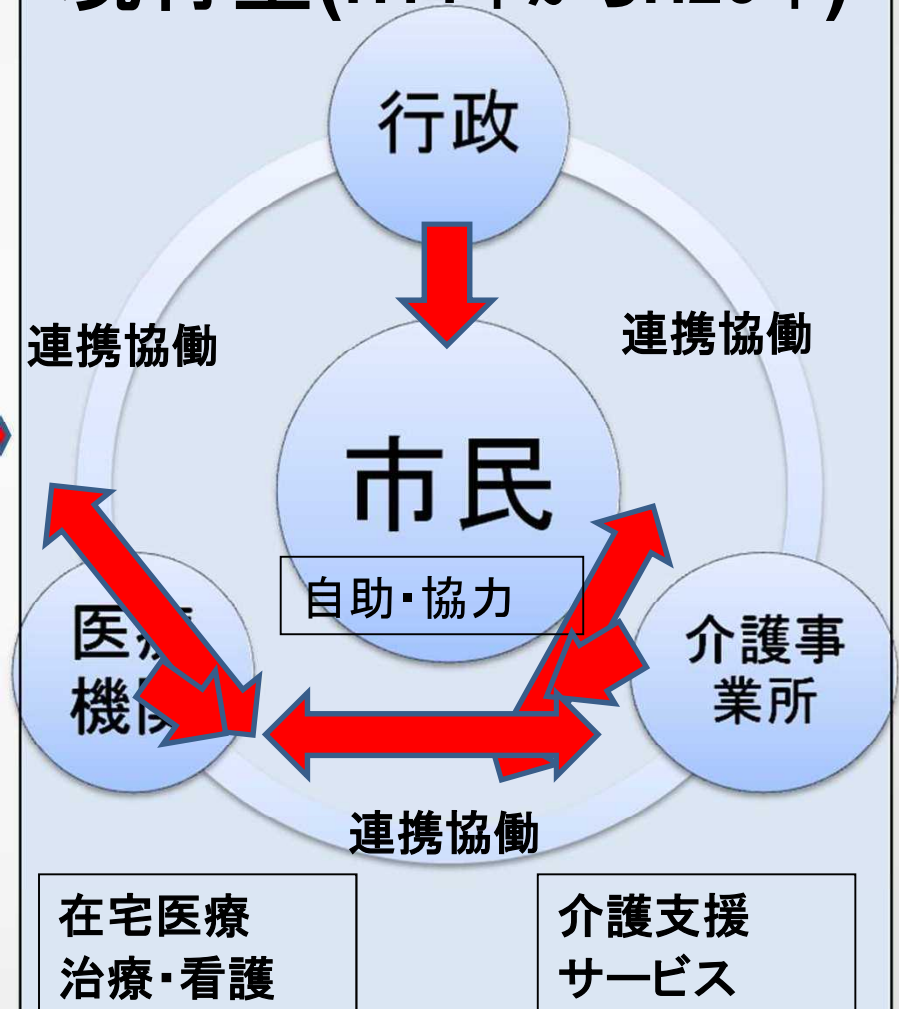 行政
連携協働
連携協働
市民
自助・協力
医療
機関
介護事
業所
連携協働
在宅医療
治療・看護
介護支援
サービス